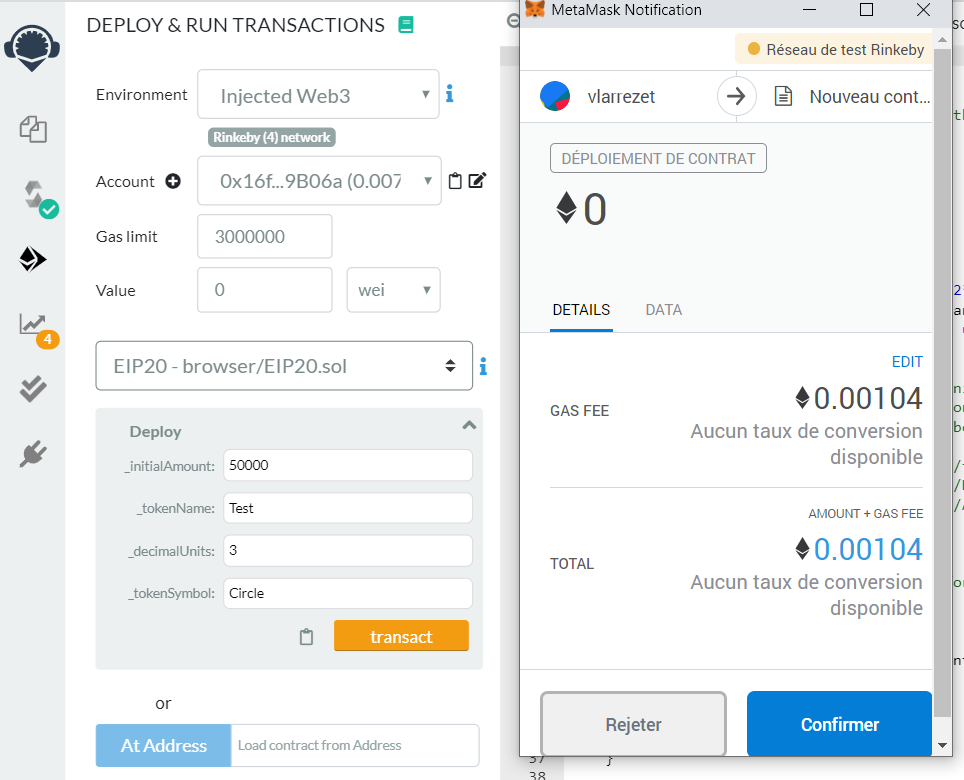 DEPLOY & RUN TRANSACTIONS
Environment
Injected Web3
Rinkeby (4) network
Account
0x16f...9B06a (0.007
Gas limit
3000000
Value
0
wei
4
EIP20 - browser/EIP20.sol
Deploy
_initialAmount:
50000
_tokenName:
Test
_decimalUnits:
3
_tokenSymbol:
Circle
transact
or
At Address
Load contract from Address
MetaMask Notification
Réseau de test Rinkeby
vlarrezet
Nouveau cont...
DÉPLOIEMENT DE CONTRAT
0
DETAILS
DATA
EDIT
GAS FEE
0.00104
Aucun taux de conversion
disponible
AMOUNT + GAS FEE
TOTAL
0.00104
Aucun taux de conversion
disponible
Rejeter
Confirmer
37
}
38